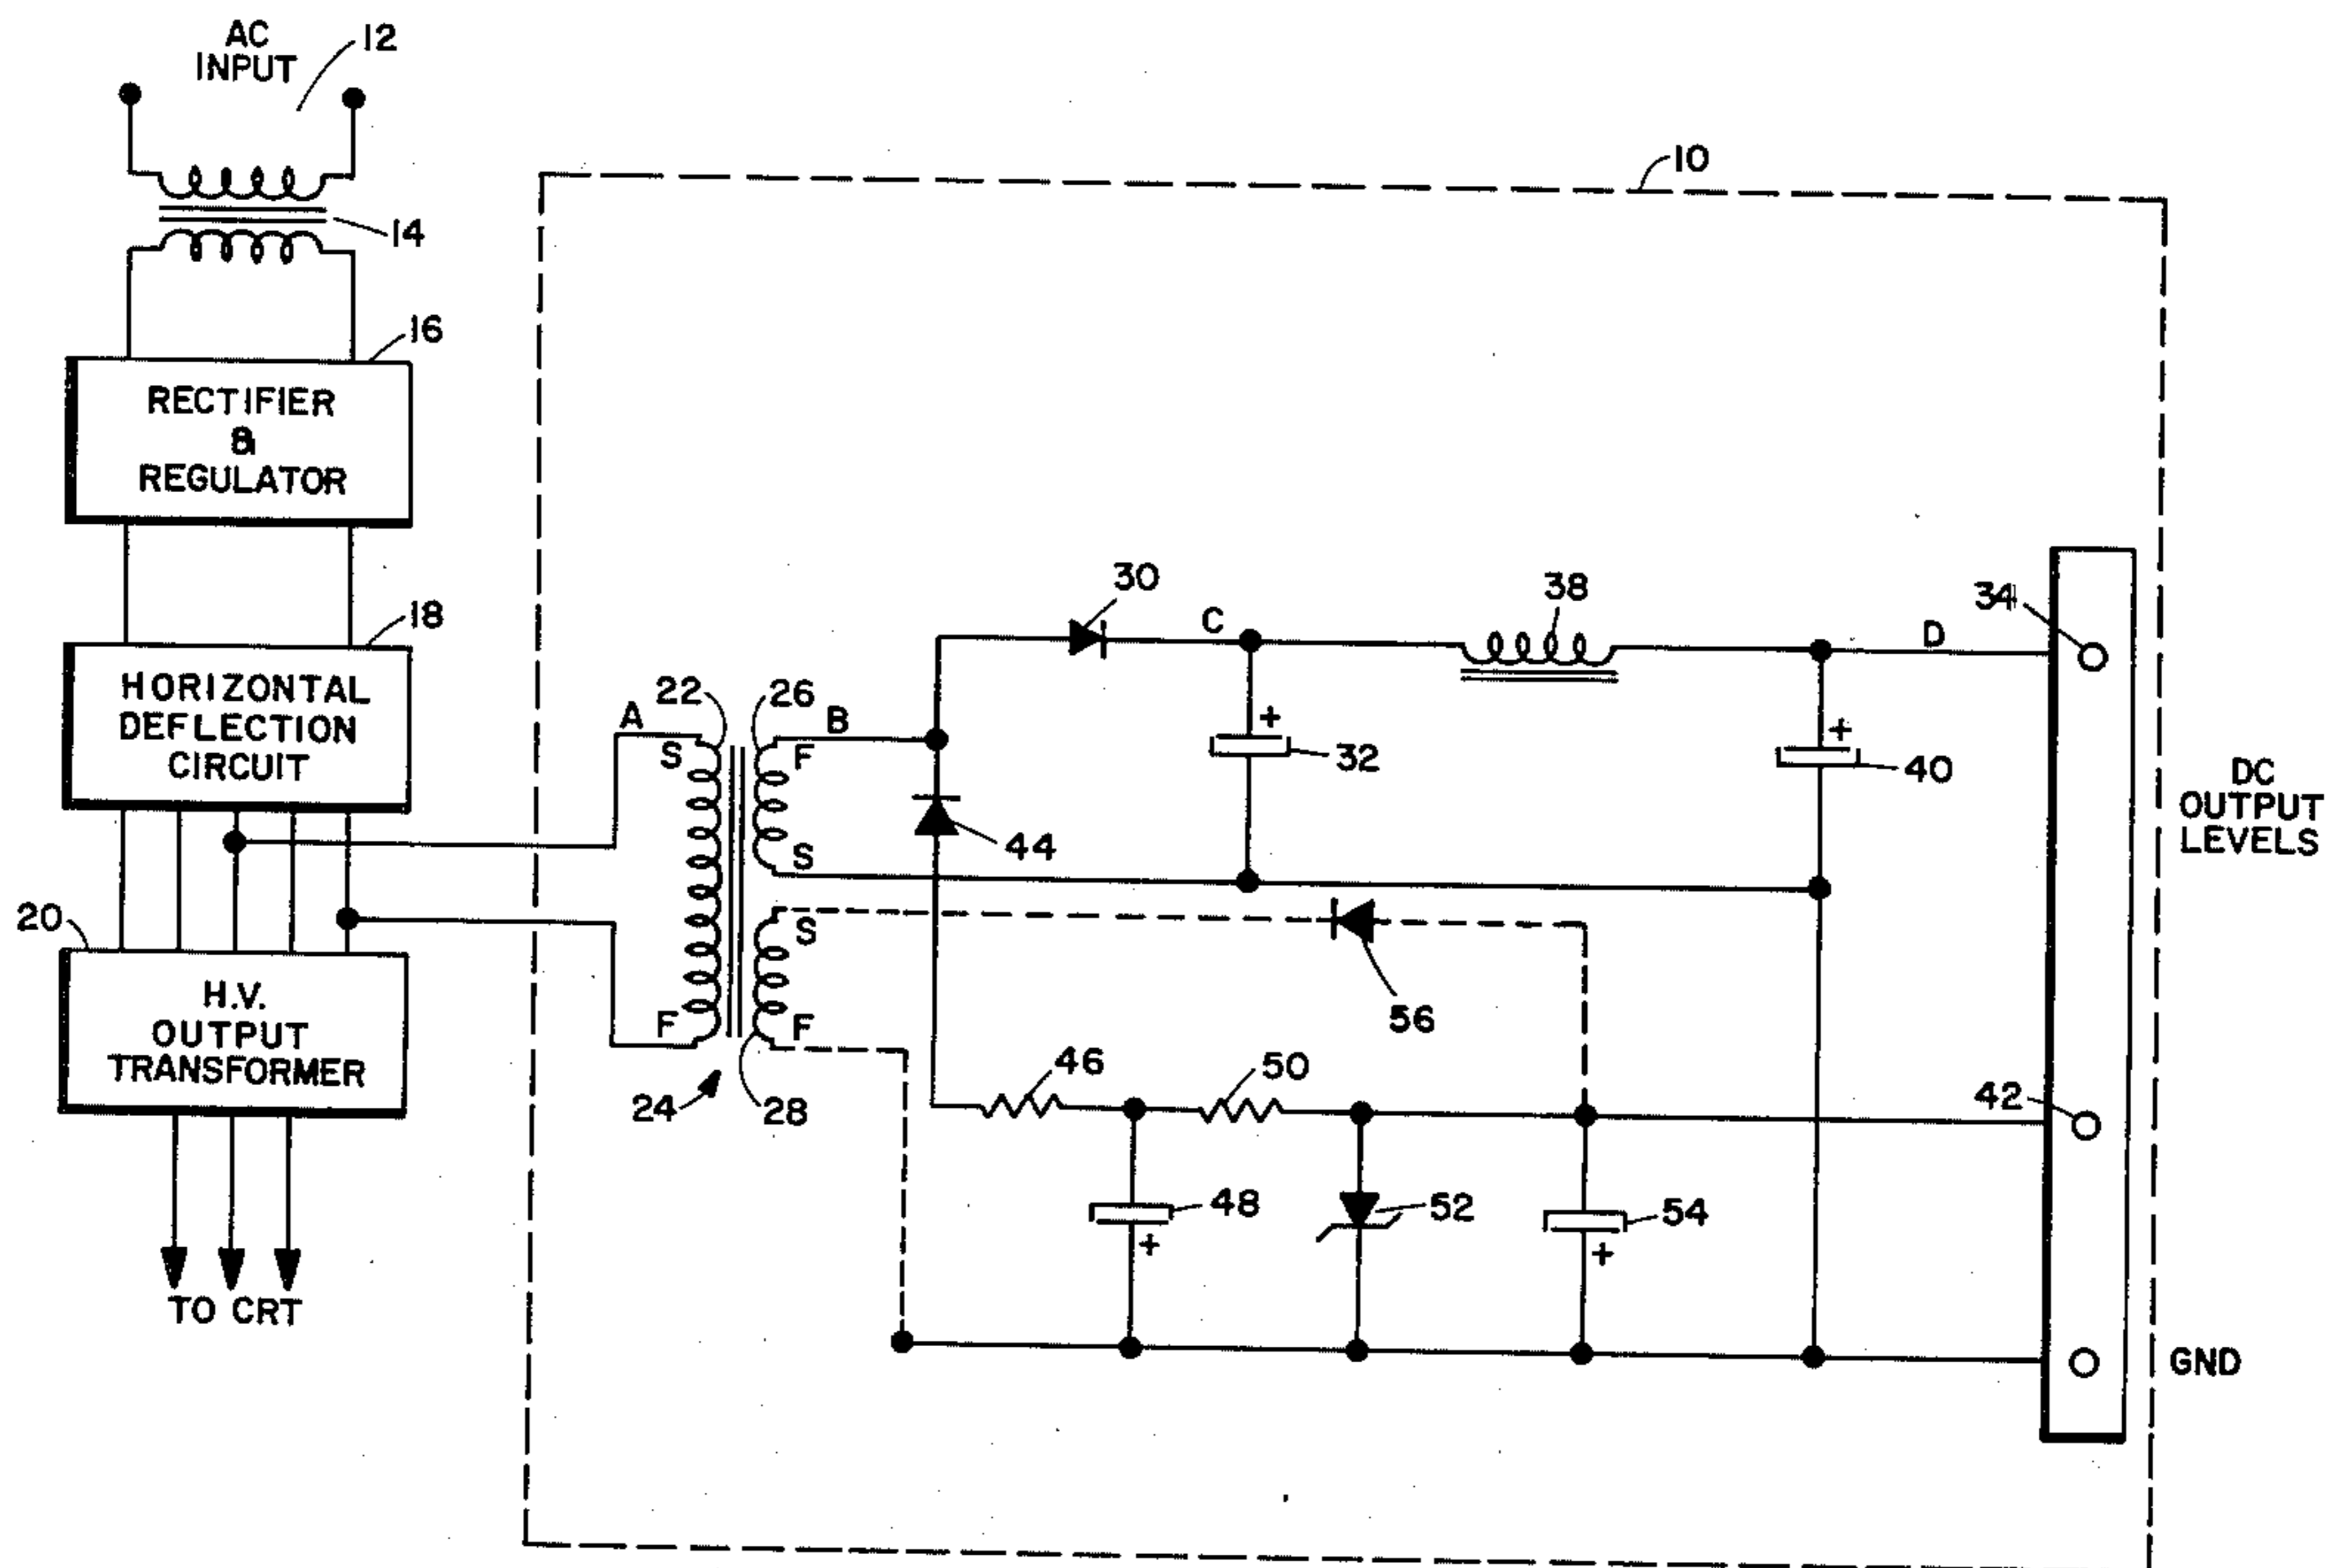 AC
INPUT
12
14
10
16
RECTIFIER
&
REGULATOR
18
HORIZONTAL
DEFLECTION
CIRCUIT
20
H.V.
OUTPUT
TRANSFORMER
TO CRT
A
S
22
26
F
B
S
S
F
F
24
28
30
C
38
D
34
+
32
+
40
44
56
46
50
42
48
+
52
54
+
DC
OUTPUT
LEVELS
GND